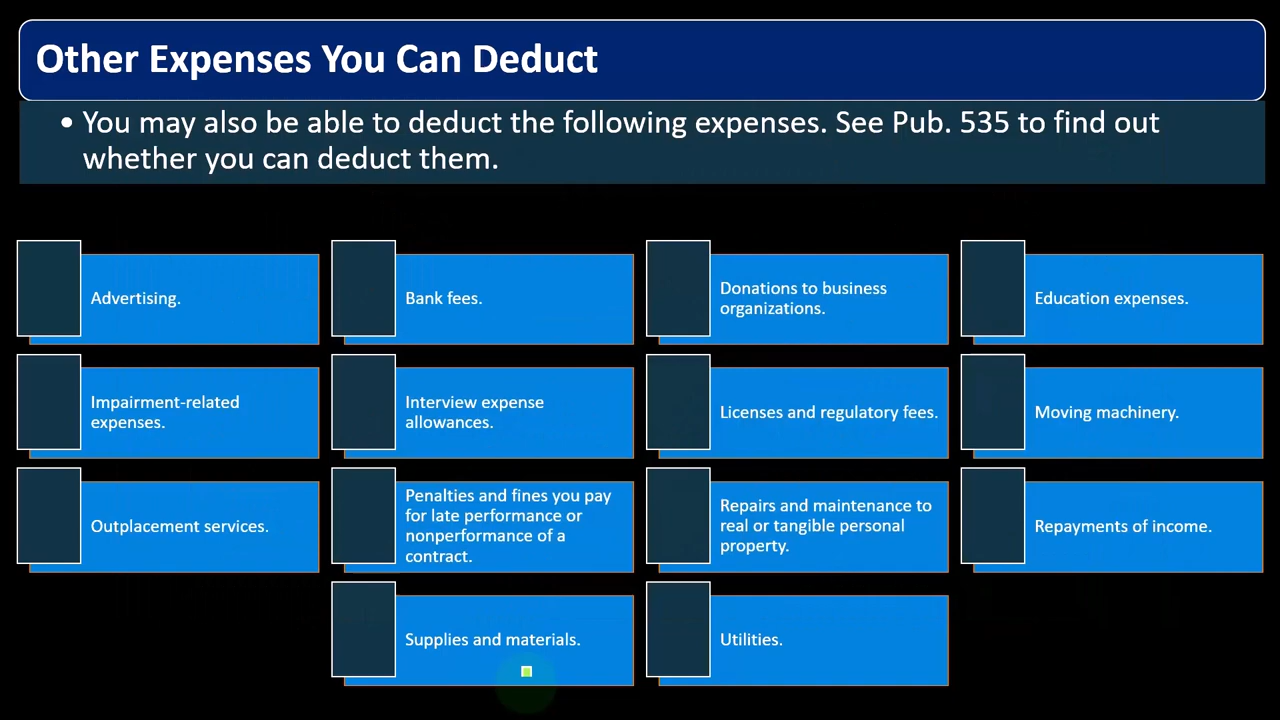 Other Expenses You Can Deduct
• You may also be able to deduct the following expenses. See Pub. 535 to find out
whether you can deduct them.
Advertising.
Bank fees.
Donations to business
organizations.
Education expenses.
Impairment-related
expenses.
Interview expense
allowances.
Licenses and regulatory fees.
Moving machinery.
Outplacement services.
Penalties and fines you pay
for late performance or
nonperformance of a
contract.
Repairs and maintenance to
real or tangible personal
property.
Repayments of income.
Supplies and materials.
Utilities.